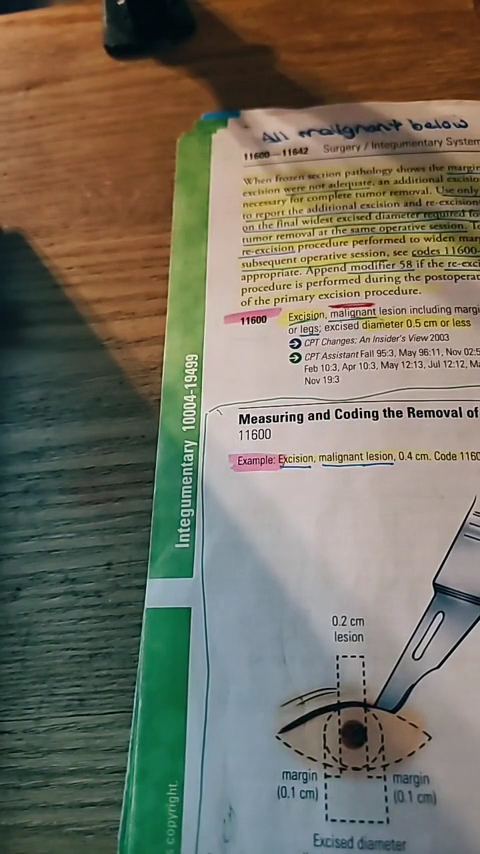 All malignant below
11600—11642 Surgery / Integumentary System
When frozen section pathology shows the margin
excision were not adequate, an additional excision
necessary for complete tumor removal. Use only
to report the additional excision and re-excision
on the final widest excised diameter required for
tumor removal at the same operative session. To
re-excision procedure performed to widen mar
subsequent operative session, see codes 11600-
appropriate. Append modifier 58 if the re-exci
procedure is performed during the postoperat
of the primary excision procedure.
11600 Excision, malignant lesion including margi
or legs; excised diameter 0.5 cm or less
CPT Changes: An Insider's View 2003
CPT Assistant Fall 95:3, May 96:11, Nov 02:5
Feb 10:3, Apr 10:3, May 12:13, Jul 12:12, Ma
Nov 19:3
Integumentary 10004-19499
Measuring and Coding the Removal of
11600
Example: Excision, malignant lesion, 0.4 cm. Code 1160
0.2 cm
lesion
margin
(0.1 cm)
margin
(0.1 cm)
Excised diameter
copyright.